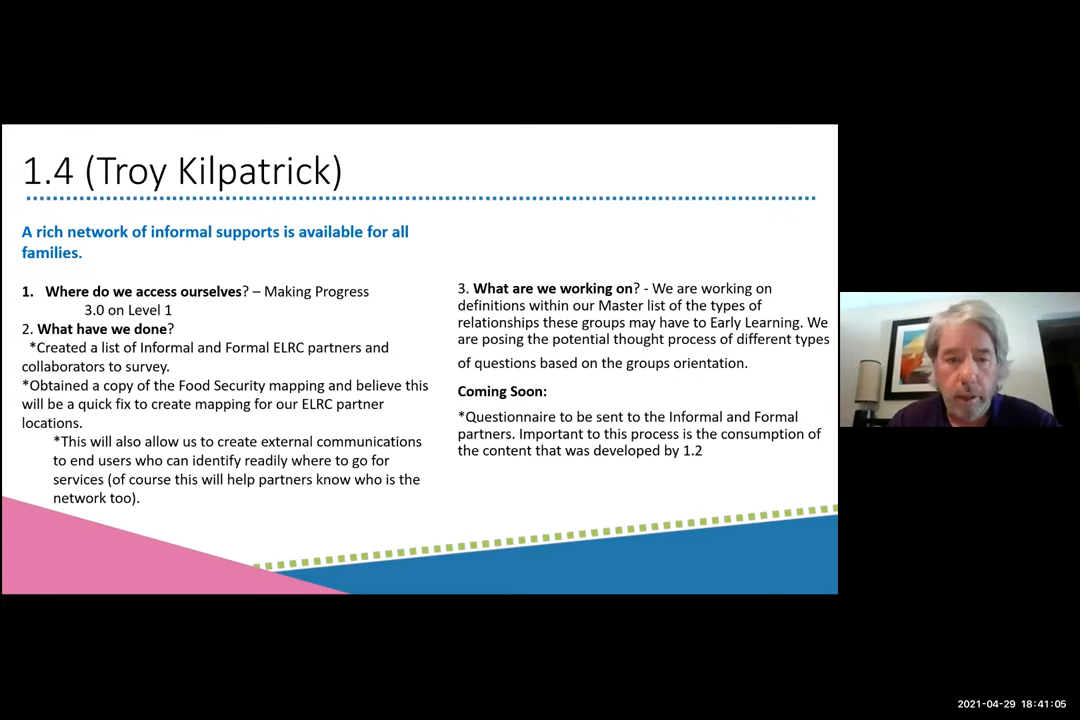 1.4 (Troy Kilpatrick)
A rich network of informal supports is available for all
families.
1. Where do we access ourselves? – Making Progress
3.0 on Level 1
2. What have we done?
*Created a list of Informal and Formal ELRC partners and
collaborators to survey.
*Obtained a copy of the Food Security mapping and believe this
will be a quick fix to create mapping for our ELRC partner
locations.
*This will also allow us to create external communications
to end users who can identify readily where to go for
services (of course this will help partners know who is the
network too).
3. What are we working on? - We are working on
definitions within our Master list of the types of
relationships these groups may have to Early Learning. We
are posing the potential thought process of different types
of questions based on the groups orientation.
Coming Soon:
*Questionnaire to be sent to the Informal and Formal
partners. Important to this process is the consumption of
the content that was developed by 1.2
2021-04-29 18:41:05